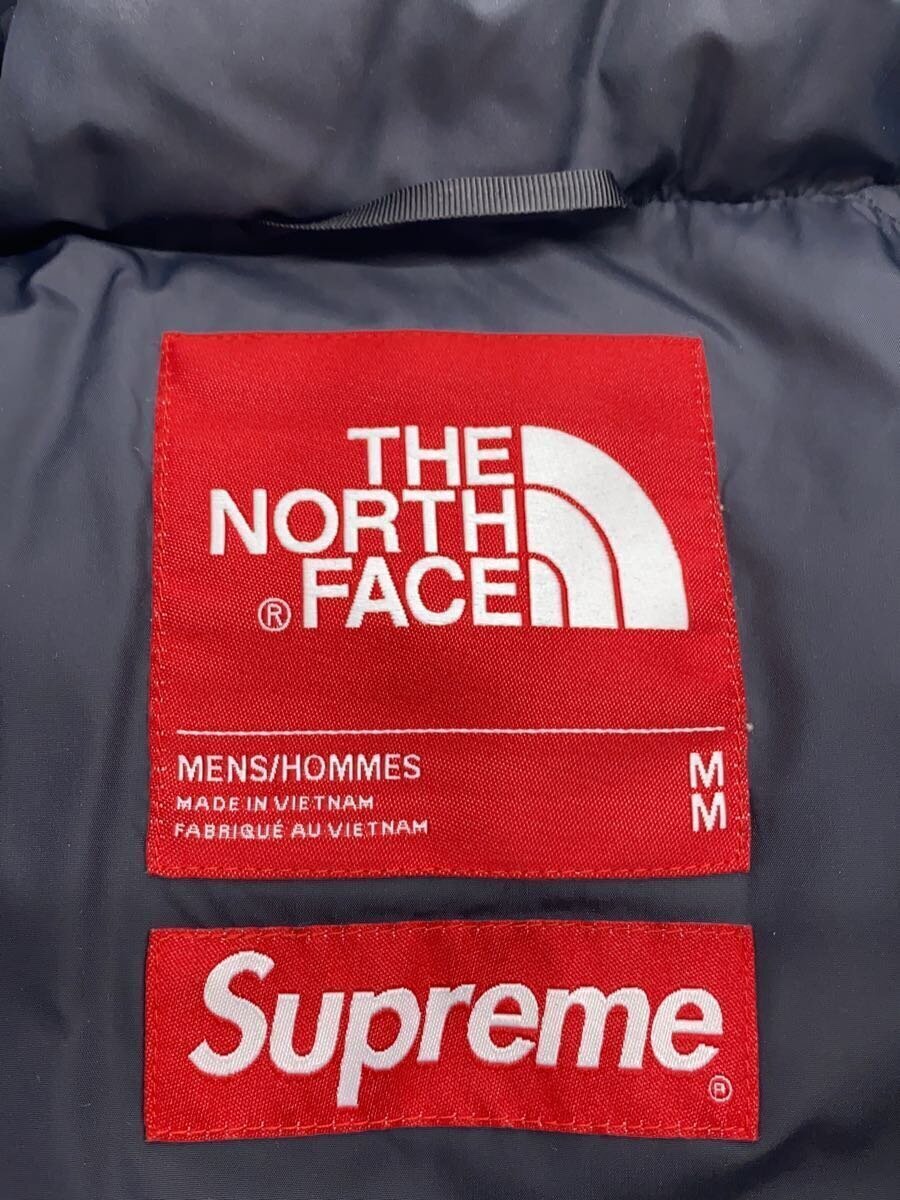 THE
NORTH
® FACE
MENS/HOMMES M
MADE IN VIETNAM
FABRIQUÉ AU VIETNAM M
Supreme ®